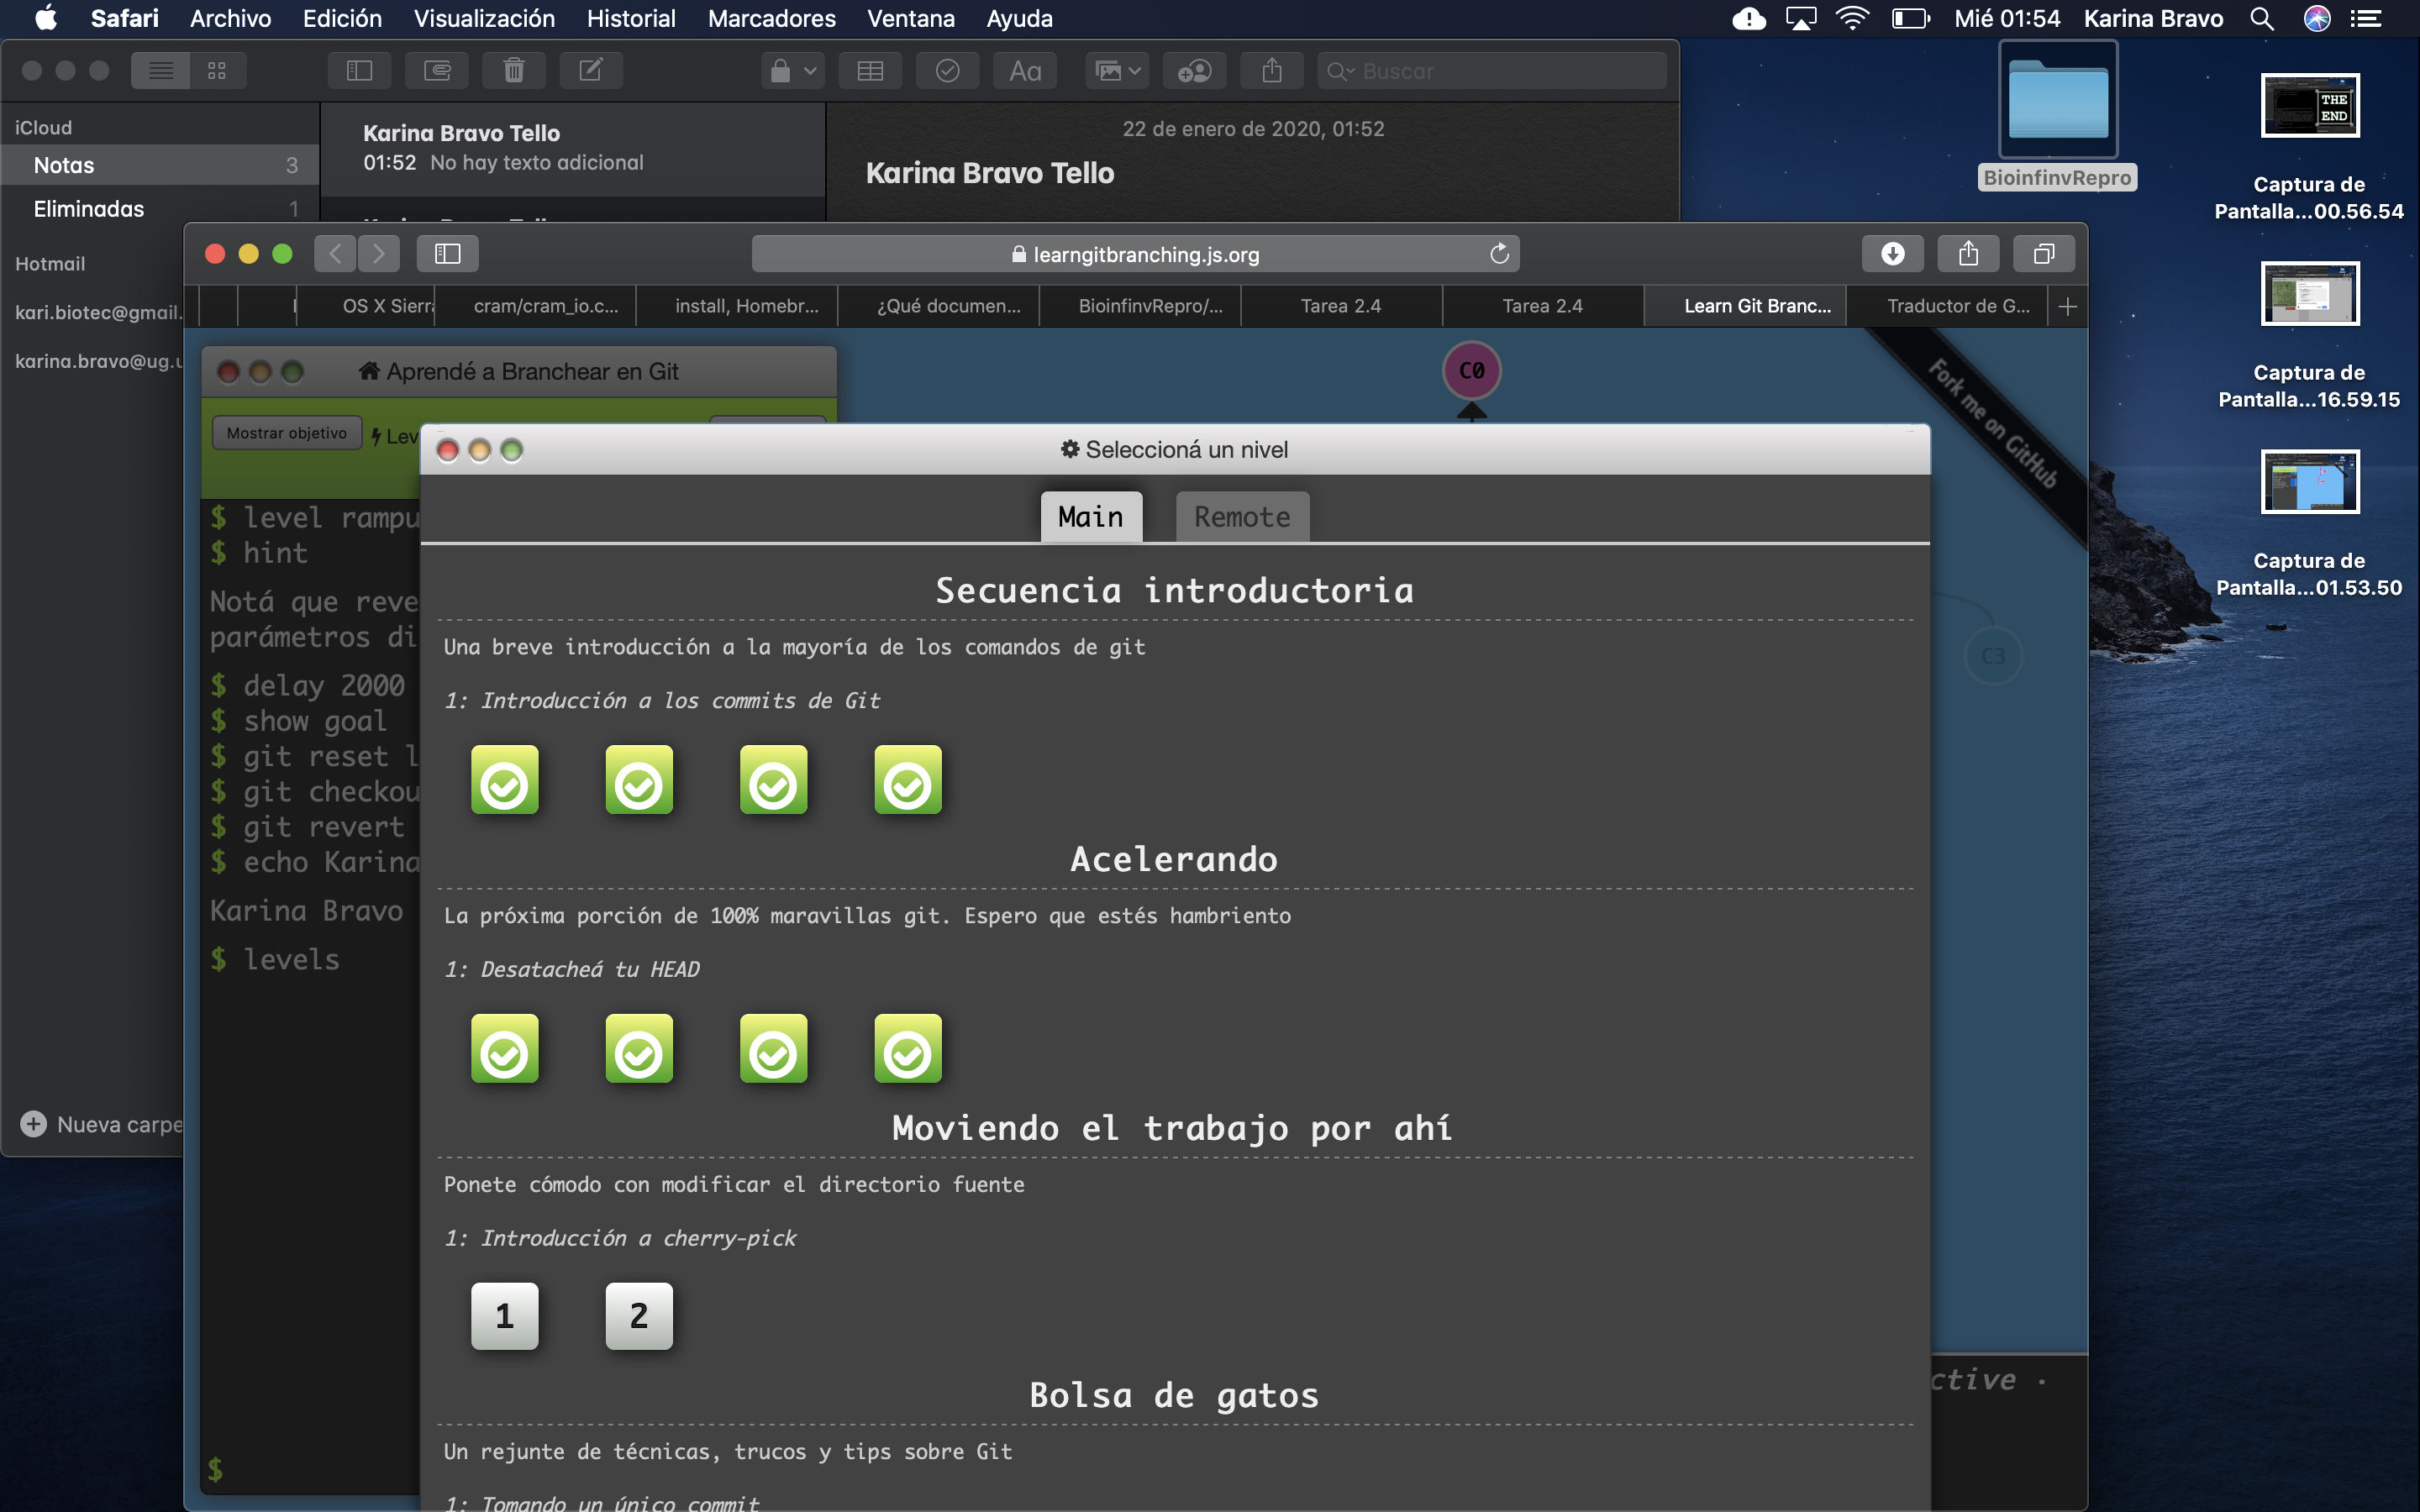 Safari Archivo Edición Visualización Historial Marcadores Ventana Ayuda Mié 01:54 Karina Bravo
Aa Buscar
iCloud
Notas 3
Eliminadas 1
Hotmail
kari.biotec@gmail.
karina.bravo@ug.u
Nueva carpe
Karina Bravo Tello
01:52 No hay texto adicional
22 de enero de 2020, 01:52
Karina Bravo Tello
BioinfinvRepro
THE
END
Captura de
Pantalla...00.56.54
Captura de
Pantalla...16.59.15
Captura de
Pantalla...01.53.50
learngitbranching.js.org
OS X Sierr cram/cram_io.c... install, Homebr... ¿Qué documen... BioinfinvRepro/... Tarea 2.4 Tarea 2.4 Learn Git Branc... Traductor de G...
Aprendé a Branchear en Git
Mostrar objetivo Lev
$ level rampu
$ hint
Notá que reve
parámetros di
$ delay 2000
$ show goal
$ git reset l
$ git checkou
$ git revert
$ echo Karina
Karina Bravo
$ levels
$
C0
Fork me on GitHub
C3
ctive ·
Seleccioná un nivel
Main Remote
Secuencia introductoria
Una breve introducción a la mayoría de los comandos de git
1: Introducción a los commits de Git
Acelerando
La próxima porción de 100% maravillas git. Espero que estés hambriento
1: Desatacheá tu HEAD
Moviendo el trabajo por ahí
Ponete cómodo con modificar el directorio fuente
1: Introducción a cherry-pick
1 2
Bolsa de gatos
Un rejunte de técnicas, trucos y tips sobre Git
1: Tomando un único commit